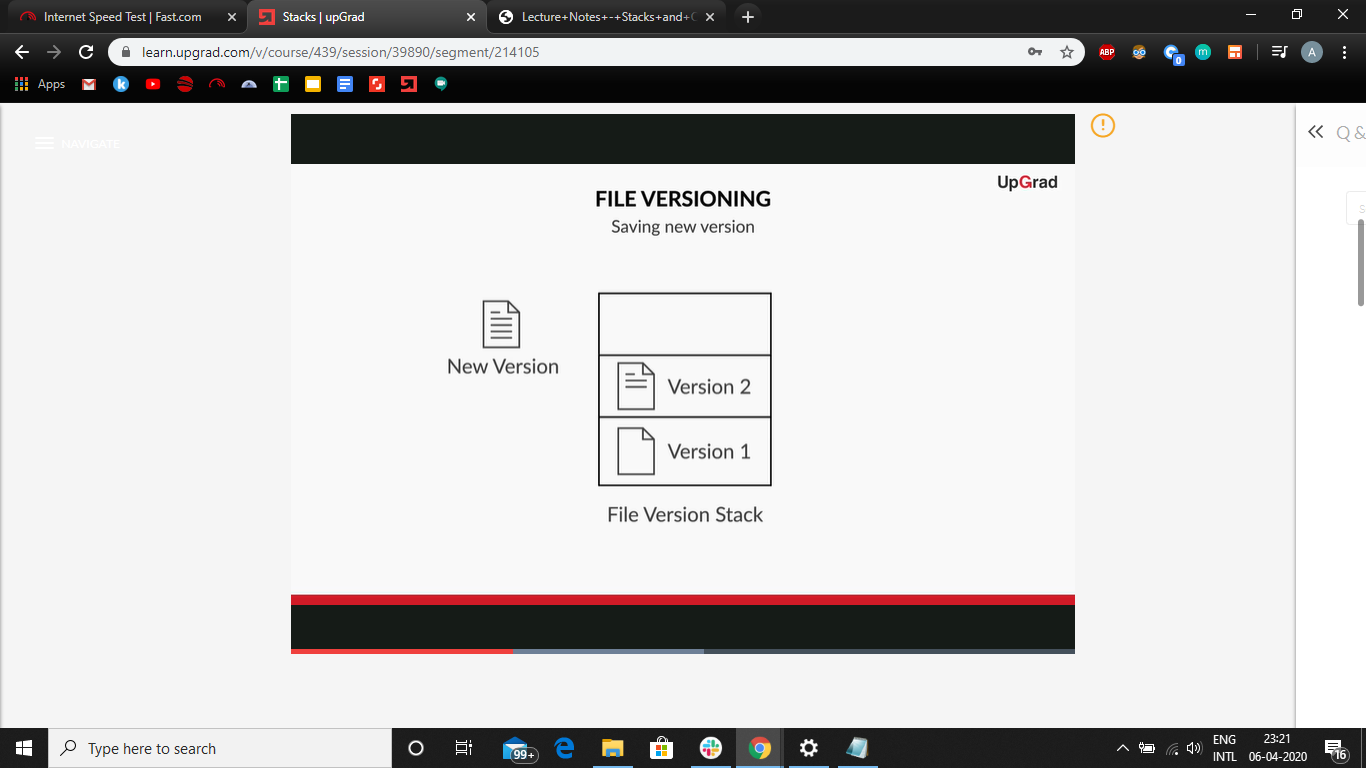 Internet Speed Test | Fast.com
Stacks | upGrad
Lecture+Notes+-+Stacks+and+
learn.upgrad.com/v/course/439/session/39890/segment/214105
ABP
0
m
A
Apps
k
NAVIGATE
Q &
s
UpGrad
FILE VERSIONING
Saving new version
New Version
Version 2
Version 1
File Version Stack
Type here to search
99+
ENG
INTL
23:21
06-04-2020
16